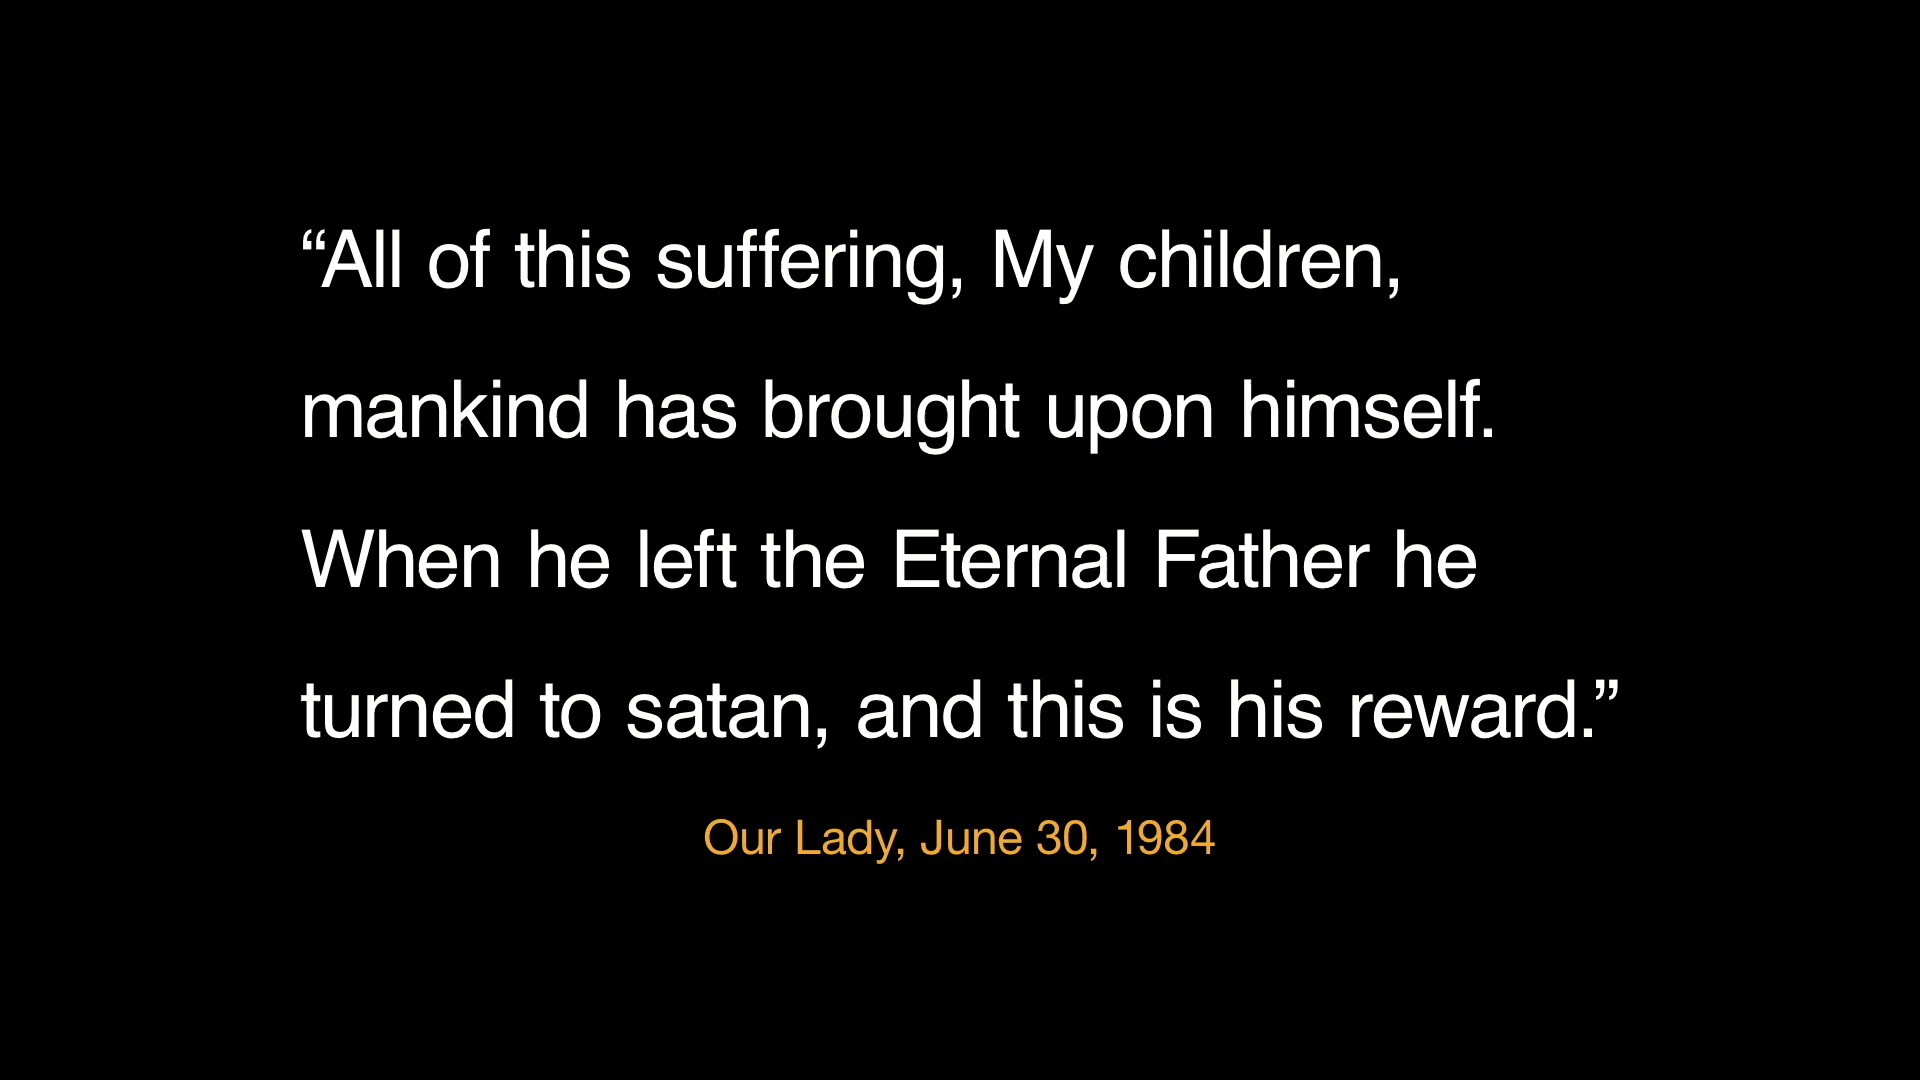 “All of this suffering, My children,
mankind has brought upon himself.
When he left the Eternal Father he
turned to satan, and this is his reward.”
Our Lady, June 30, 1984